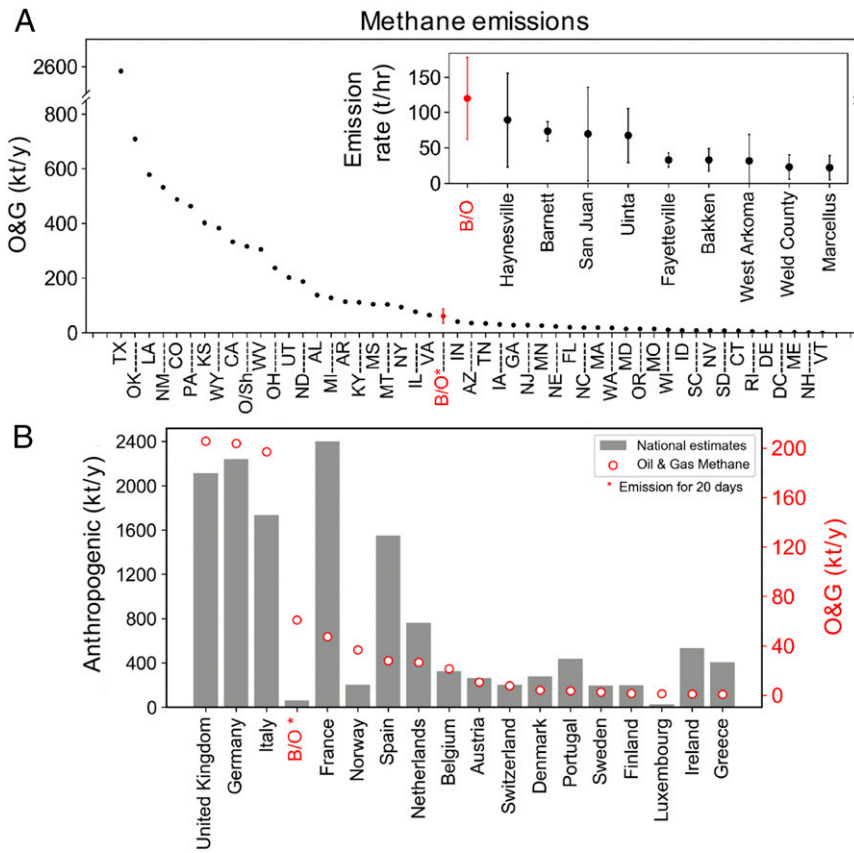 A
Methane emissions
2600
800
600
400
200
0
O&G (kt/y)
TX
OK
LA
NM
CO
PA
KS
WY
CA
O/Sh
WV
OH
UT
ND
AL
MI
AR
KY
MS
MT
NY
IL
VA
B/O*
IN
AZ
TN
IA
GA
NJ
MN
NE
FL
NC
MA
WA
MD
OR
MO
WI
ID
SC
NV
SD
CT
RI
DE
DC
ME
NH
VT
Emission
rate (t/hr)
150
100
50
0
B/O
Haynesville
Barnett
San Juan
Uinta
Fayetteville
Bakken
West Arkoma
Weld County
Marcellus
B
Anthropogenic (kt/y)
2400
2000
1600
1200
800
400
0
National estimates
Oil & Gas Methane
* Emission for 20 days
200
160
120
80
40
0
O&G (kt/y)
United Kingdom
Germany
Italy
B/O *
France
Norway
Spain
Netherlands
Belgium
Austria
Switzerland
Denmark
Portugal
Sweden
Finland
Luxembourg
Ireland
Greece